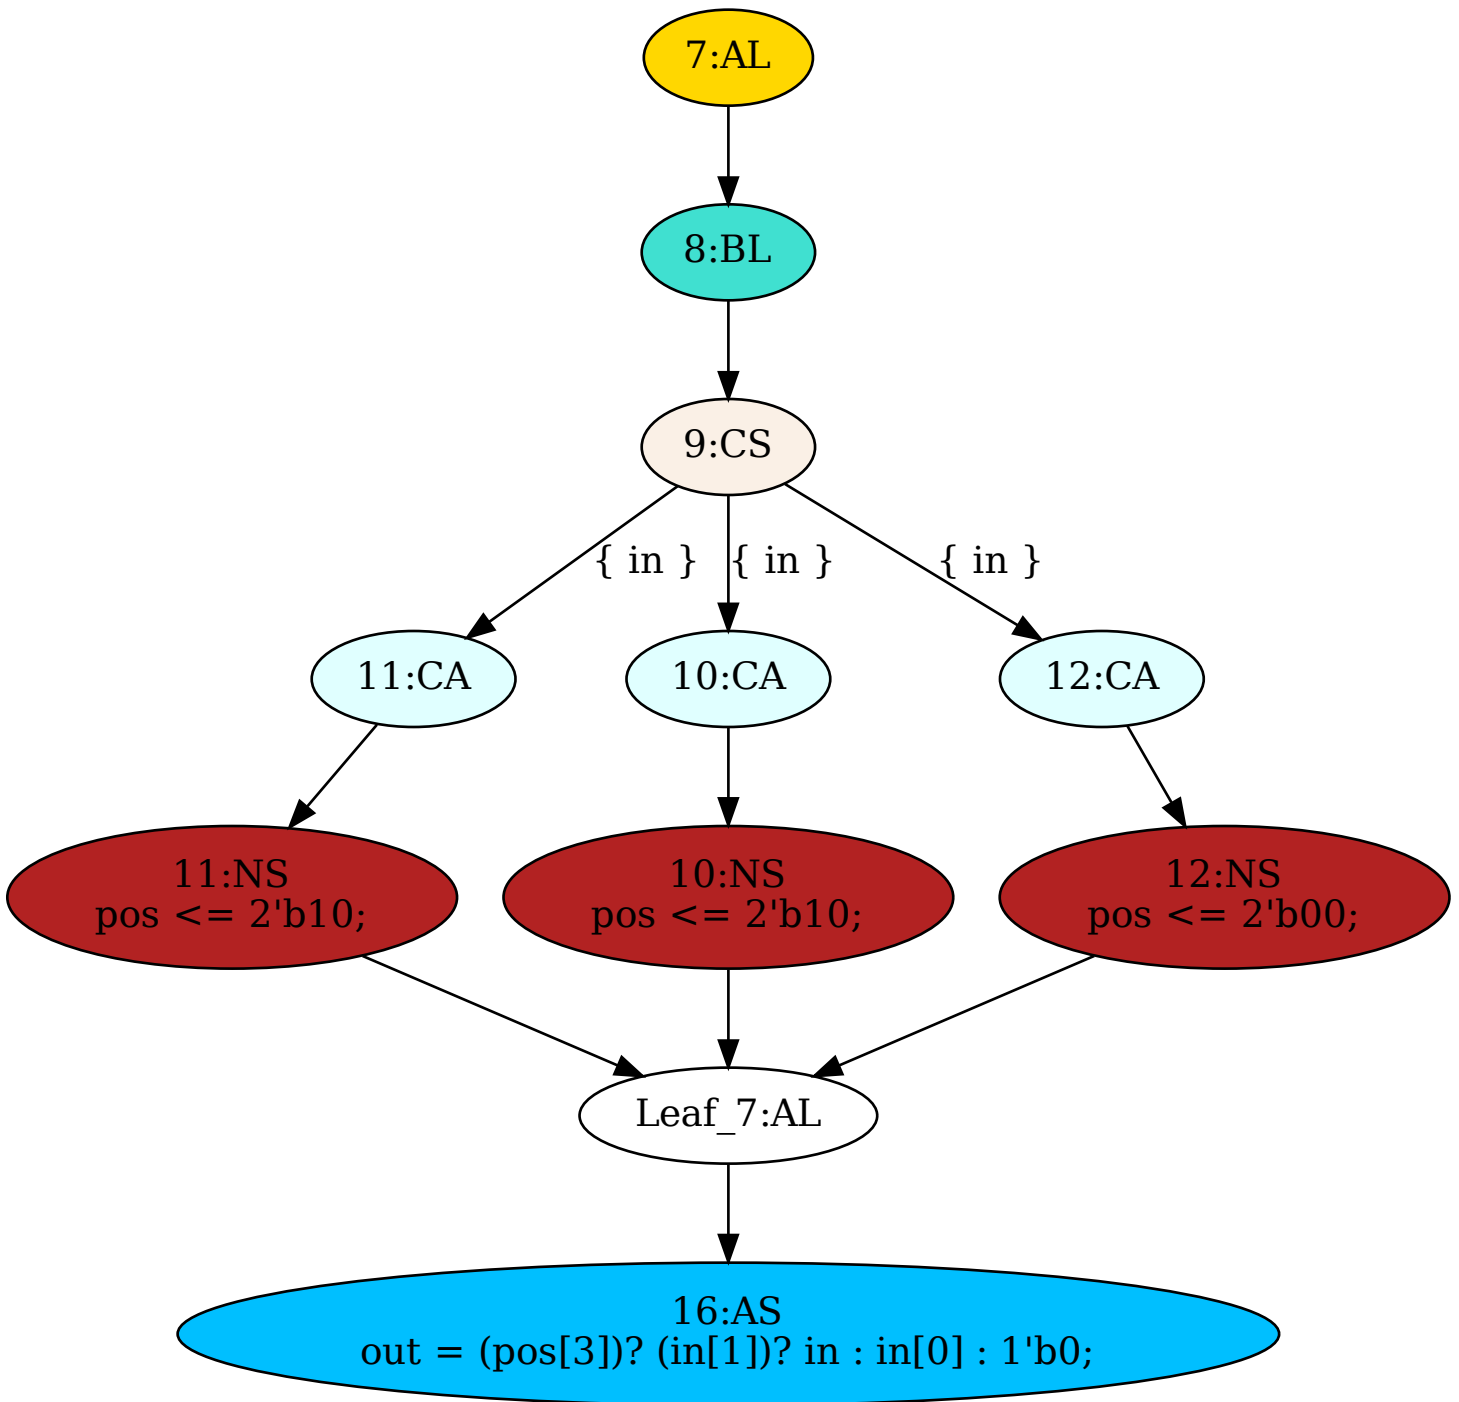 7:AL
8:BL
9:CS
{ in }
{ in }
{ in }
11:CA
10:CA
12:CA
11:NS
pos <= 2'b10;
10:NS
pos <= 2'b10;
12:NS
pos <= 2'b00;
Leaf_7:AL
16:AS
out = (pos[3])? (in[1])? in : in[0] : 1'b0;